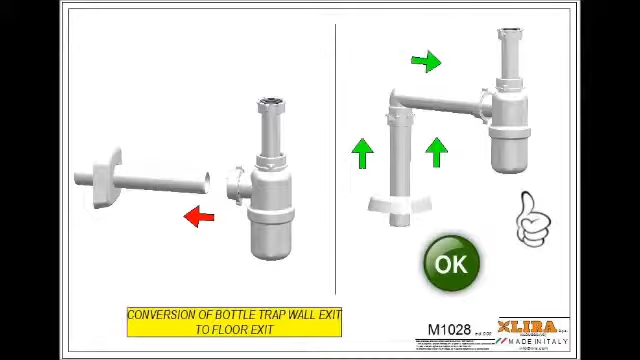 OK
CONVERSION OF BOTTLE TRAP WALL EXIT
TO FLOOR EXIT
M1028
LIRA
MADE IN ITALY